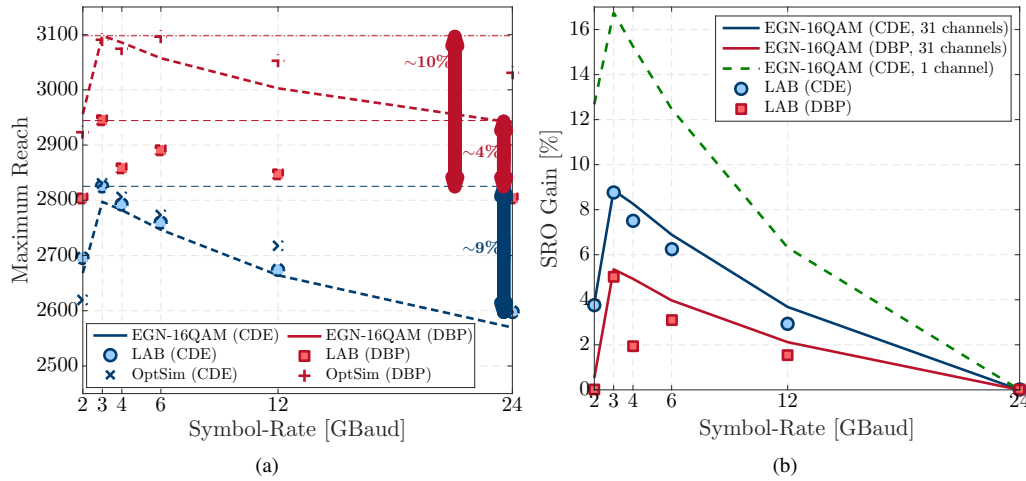 3100
3000
2900
2800
2700
2600
2500
Maximum Reach
~10%
~4%
~9%
EGN-16QAM (CDE)
EGN-16QAM (DBP)
LAB (CDE)
LAB (DBP)
OptSim (CDE)
OptSim (DBP)
2 3 4 6 12 24
Symbol-Rate [GBaud]
(a)
16
14
12
10
8
6
4
2
0
SRO Gain [%]
EGN-16QAM (CDE, 31 channels)
EGN-16QAM (DBP, 31 channels)
EGN-16QAM (CDE, 1 channel)
LAB (CDE)
LAB (DBP)
2 3 4 6 12 24
Symbol-Rate [GBaud]
(b)